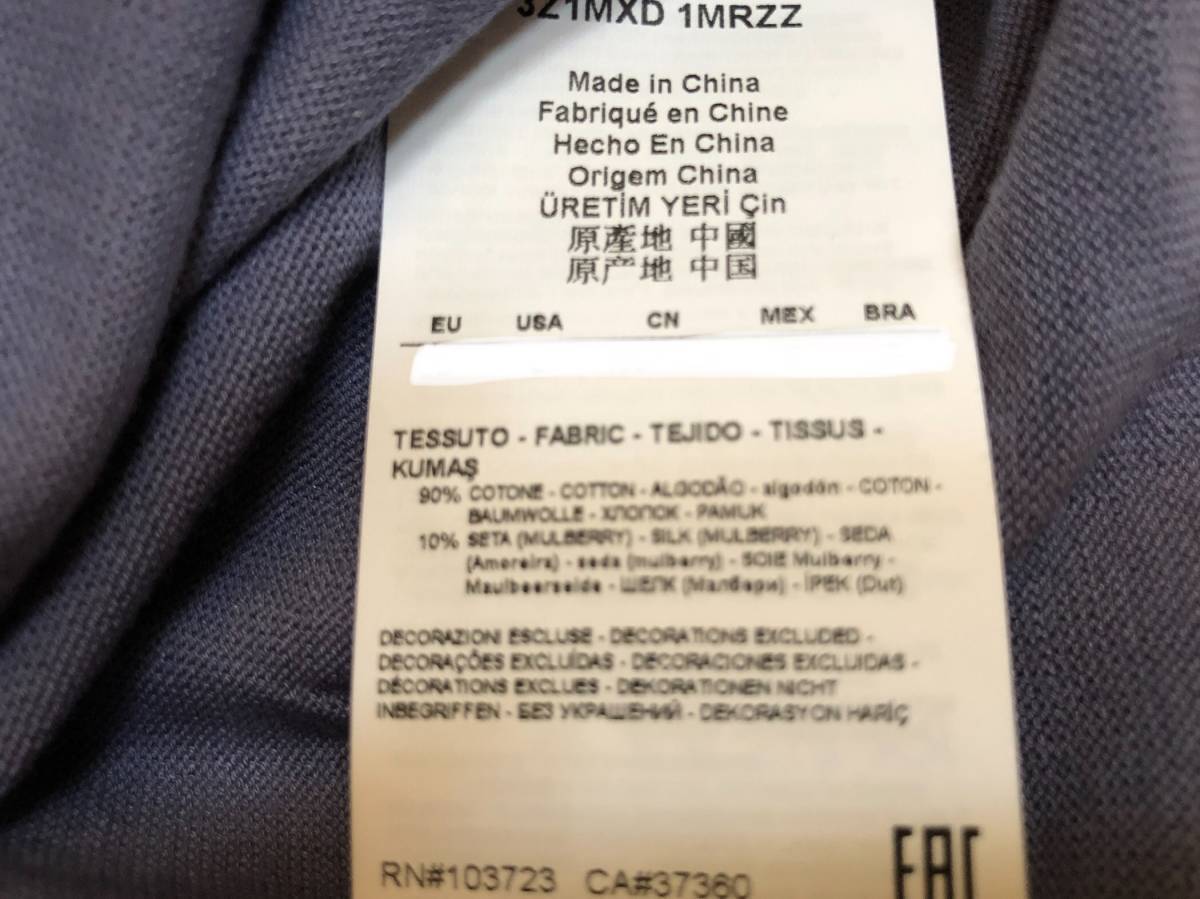 3Z1MXD 1MRZZ
Made in China
Fabriqué en Chine
Hecho En China
Origem China
ÜRETİM YERİ Çin
原產地 中國
原产地 中国
EU USA CN MEX BRA
TESSUTO - FABRIC - TEJIDO - TISSUS -
KUMAŞ
90% COTONE - COTTON - ALGODÃO - algodón - COTON -
BAUMWOLLE - ХЛОПОК - PAMUK
10% SETA (MULBERRY) - SILK (MULBERRY) - SEDA
(Amoreira) - seda (mulberry) - SOIE Mulberry -
Maulbeerseide - ШЕЛК (Малбери) - İPEK (Dut)
DECORAZIONI ESCLUSE - DECORATIONS EXCLUDED -
DECORAÇÕES EXCLUÍDAS - DECORACIONES EXCLUIDAS -
DÉCORATIONS EXCLUES - DEKORATIONEN NICHT
INBEGRIFFEN - БЕЗ УКРАШЕНИЙ - DEKORASYON HARİÇ
RN#103723 CA#37360
EAC